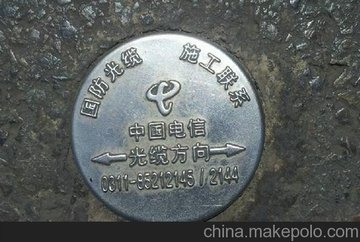 国防光缆 施工联系
中国电信
光缆方向
0311-85212145/2144
china.makepolo.com